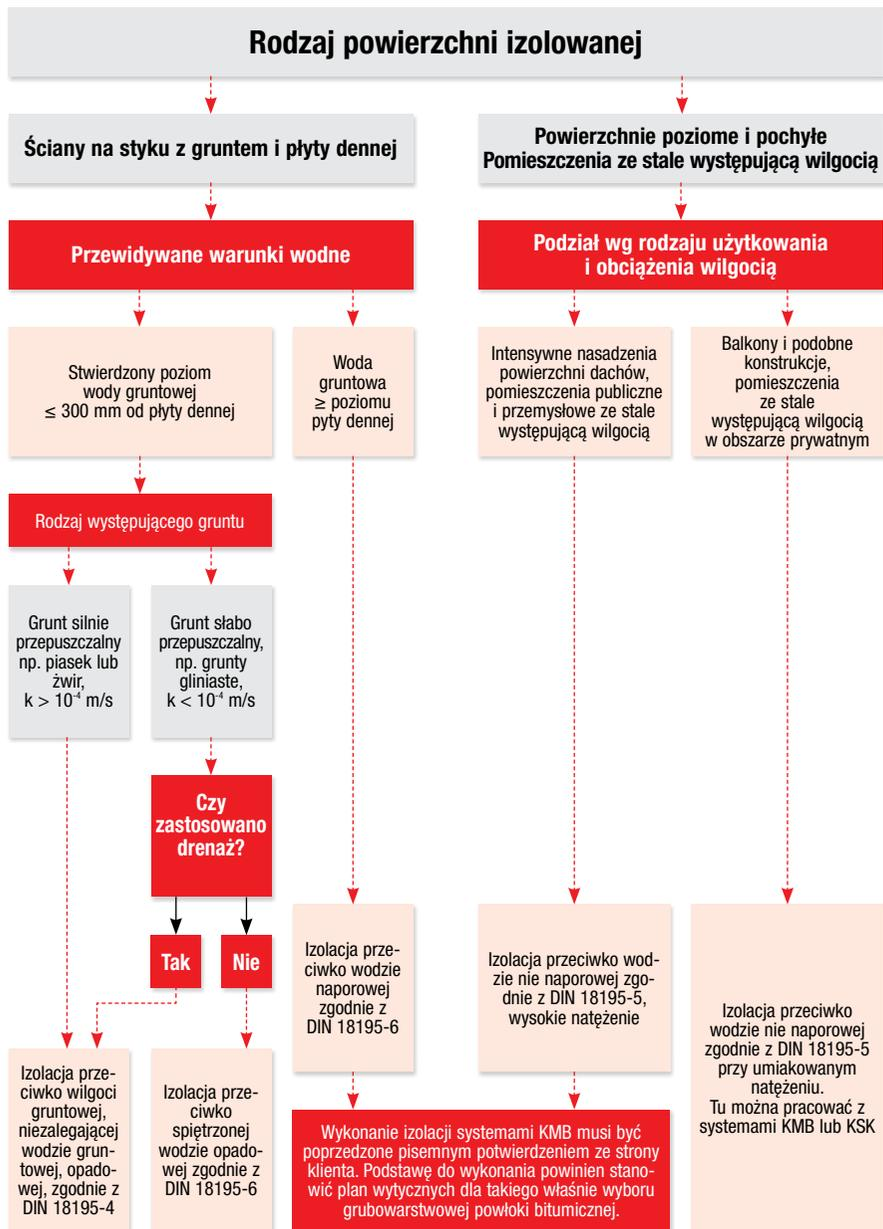 Rodzaj powierzchni izolowanej
Ściany na styku z gruntem i płyty dennej
Powierzchnie poziome i pochyłe
Pomieszczenia ze stale występującą wilgocią
Przewidywane warunki wodne
Podział wg rodzaju użytkowania
i obciążenia wilgocią
Stwierdzony poziom
wody gruntowej
≤ 300 mm od płyty dennej
Woda
gruntowa
≥ poziomu
pyty dennej
Intensywne nasadzenia
powierzchni dachów,
pomieszczenia publiczne
i przemysłowe ze stale
występującą wilgocią
Balkony i podobne
konstrukcje,
pomieszczenia
ze stale
występującą wilgocią
w obszarze prywatnym
Rodzaj występującego gruntu
Grunt silnie
przepuszczalny
np. piasek lub
żwir,
k > 10⁻⁴ m/s
Grunt słabo
przepuszczalny,
np. grunty
gliniaste,
k < 10⁻⁴ m/s
Czy
zastosowano
drenaż?
Tak
Nie
Izolacja prze-
ciwko wilgoci
gruntowej,
niezalegającej
wodzie grun-
towej, opado-
wej, zgodnie z
DIN 18195-4
Izolacja prze-
ciwko
spiętrzonej
wodzie opado-
wej zgodnie z
DIN 18195-6
Izolacja prze-
ciwko wodzie
naporowej
zgodnie z
DIN 18195-6
Izolacja przeciwko wod-
zie nie naporowej zgo-
dnie z DIN 18195-5,
wysokie natężenie
Izolacja przeciwko
wodzie nie naporowej
zgodnie z DIN 18195-5
przy umiakowanym
natężeniu.
Tu można pracować z
systemami KMB lub KSK
Wykonanie izolacji systemami KMB musi być
poprzedzone pisemnym potwierdzeniem ze strony
klienta. Podstawę do wykonania powinien stano-
wić plan wytycznych dla takiego właśnie wyboru
grubowarstwowej powłoki bitumicznej.